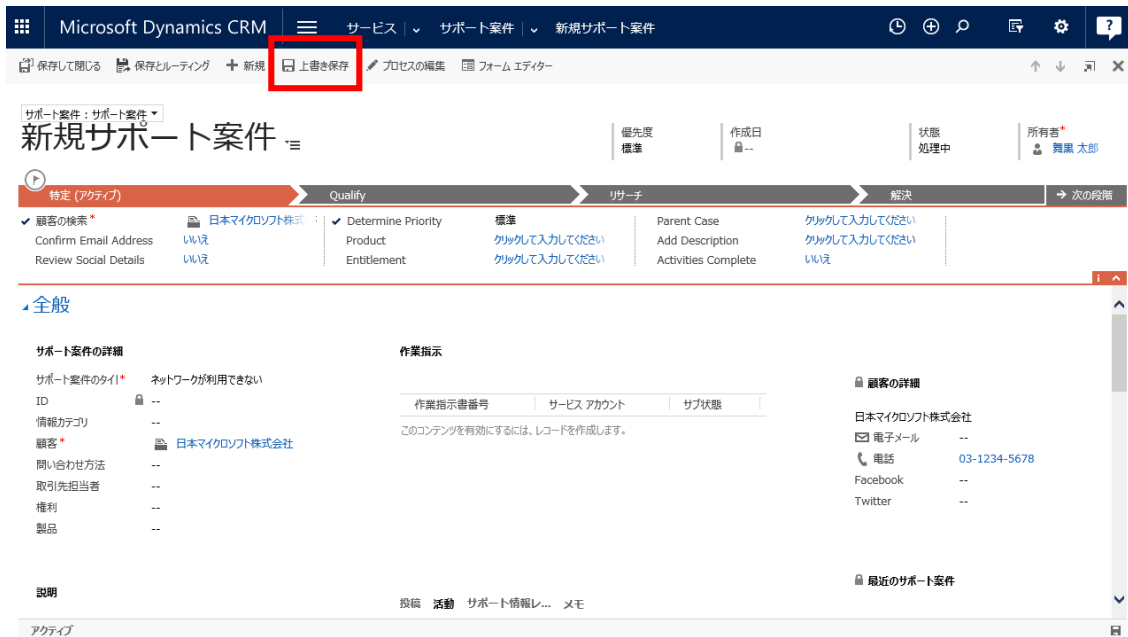 Microsoft Dynamics CRM サービス サポート案件 新規サポート案件 ?
保存して閉じる 保存とルーティング 新規 上書き保存 プロセスの編集 フォーム エディター
サポート案件 : サポート案件
新規サポート案件
優先度 作成日 状態 所有者*
標準 -- 処理中 舞黒 太郎
特定 (アクティブ) Qualify リサーチ 解決 次の段階
顧客の検索* 日本マイクロソフト株式 Determine Priority 標準 Parent Case クリックして入力してください
Confirm Email Address いいえ Product クリックして入力してください Add Description クリックして入力してください
Review Social Details いいえ Entitlement クリックして入力してください Activities Complete いいえ
全般
サポート案件の詳細
サポート案件のタイ* ネットワークが利用できない
ID --
情報カテゴリ --
顧客* 日本マイクロソフト株式会社
問い合わせ方法 --
取引先担当者 --
権利 --
製品 --
説明
作業指示
作業指示書番号 サービス アカウント サブ状態
このコンテンツを有効にするには、レコードを作成します。
投稿 活動 サポート情報レ... メモ
顧客の詳細
日本マイクロソフト株式会社
電子メール --
電話 03-1234-5678
Facebook --
Twitter --
最近のサポート案件
アクティブ